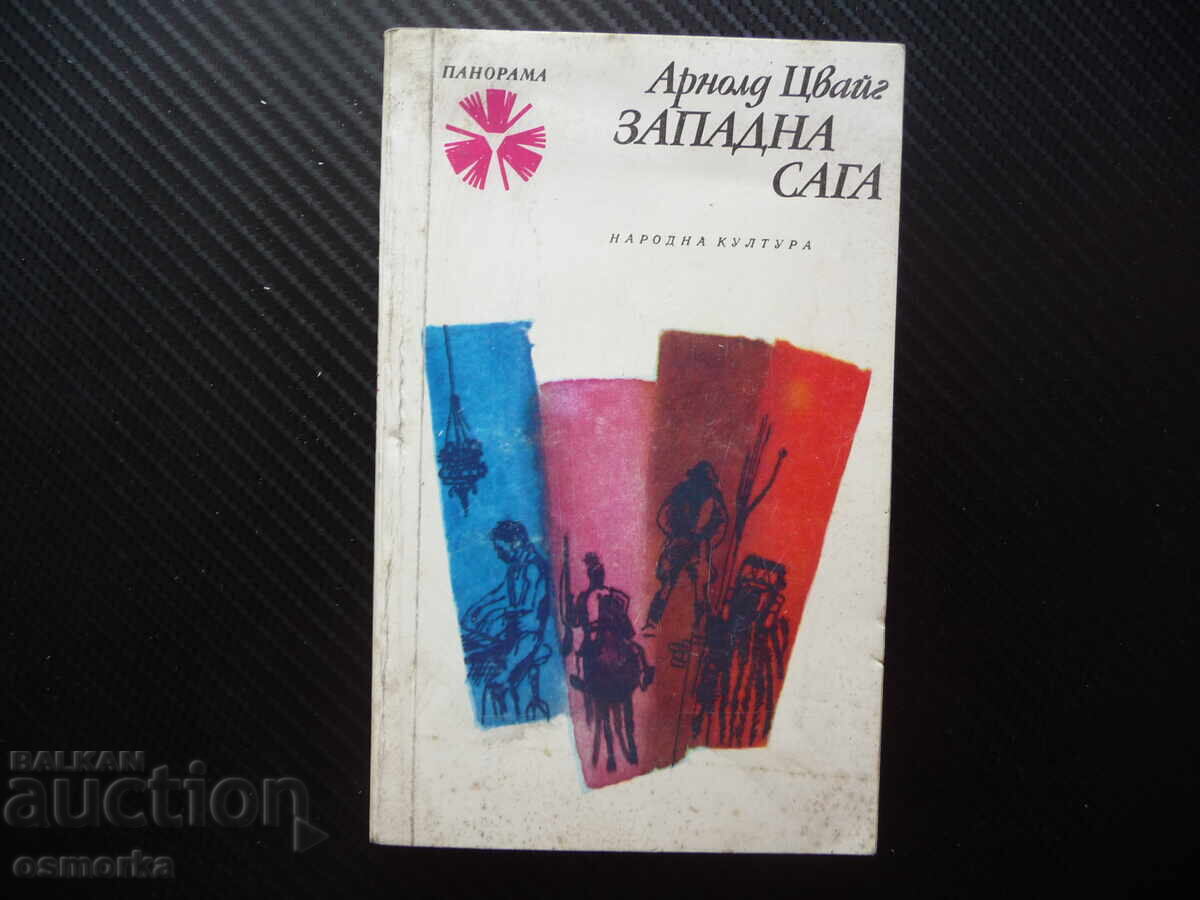 ПАНОРАМА
Арнолд Цвайг
ЗАПАДНА
САГА
НАРОДНА КУЛТУРА
BALKAN
auction
osmorka